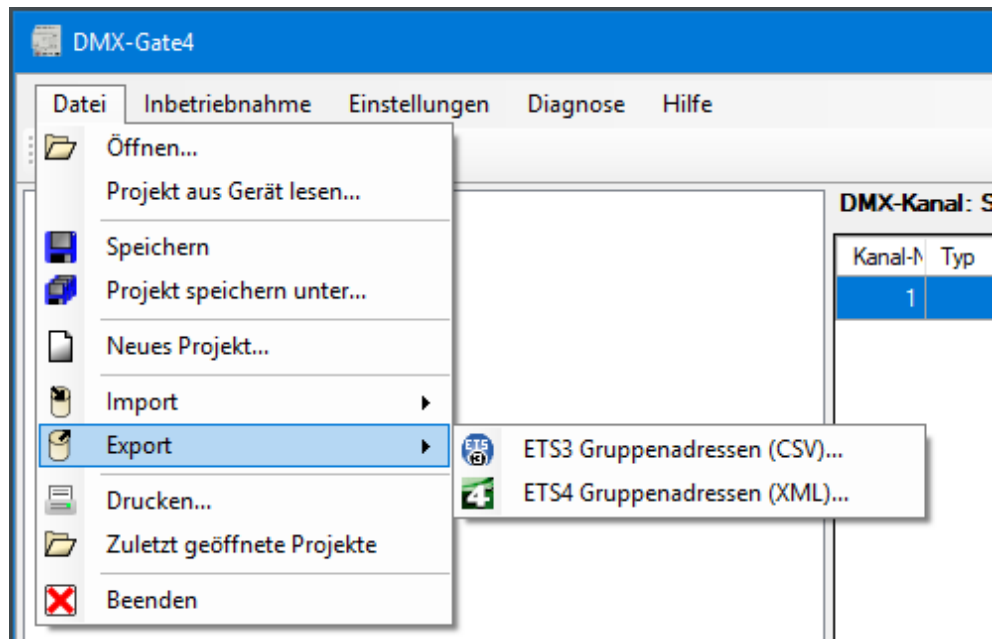 DMX-Gate4
Datei Inbetriebnahme Einstellungen Diagnose Hilfe
Öffnen...
Projekt aus Gerät lesen...
Speichern
Projekt speichern unter...
Neues Projekt...
Import
Export
ETS3 Gruppenadressen (CSV)...
ETS4 Gruppenadressen (XML)...
Drucken...
Zuletzt geöffnete Projekte
Beenden
DMX-Kanal: S
Kanal-N Typ
1